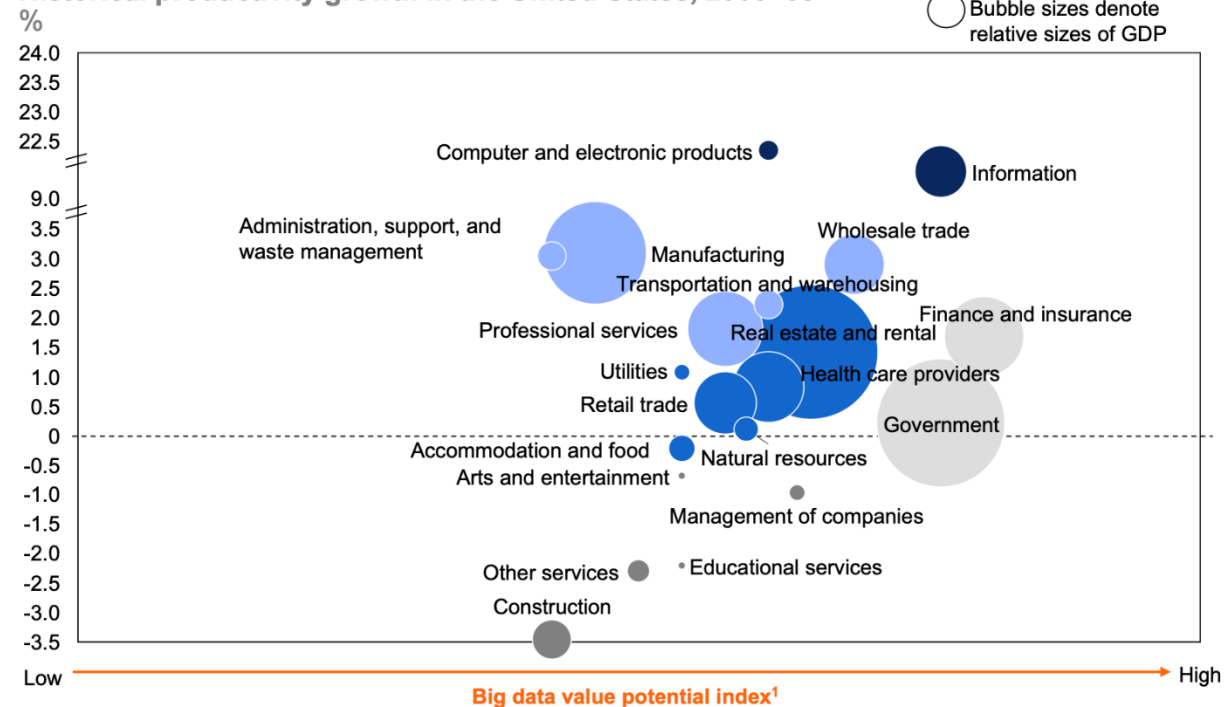 %
Bubble sizes denote
relative sizes of GDP
24.0
23.5
23.0
22.5
9.0
3.5
3.0
2.5
2.0
1.5
1.0
0.5
0
-0.5
-1.0
-1.5
-2.0
-2.5
-3.0
-3.5
Computer and electronic products
Information
Administration, support, and
waste management
Manufacturing
Wholesale trade
Transportation and warehousing
Finance and insurance
Professional services
Real estate and rental
Utilities
Health care providers
Retail trade
Government
Accommodation and food
Natural resources
Arts and entertainment
Management of companies
Other services
Educational services
Construction
Low
High
Big data value potential index¹